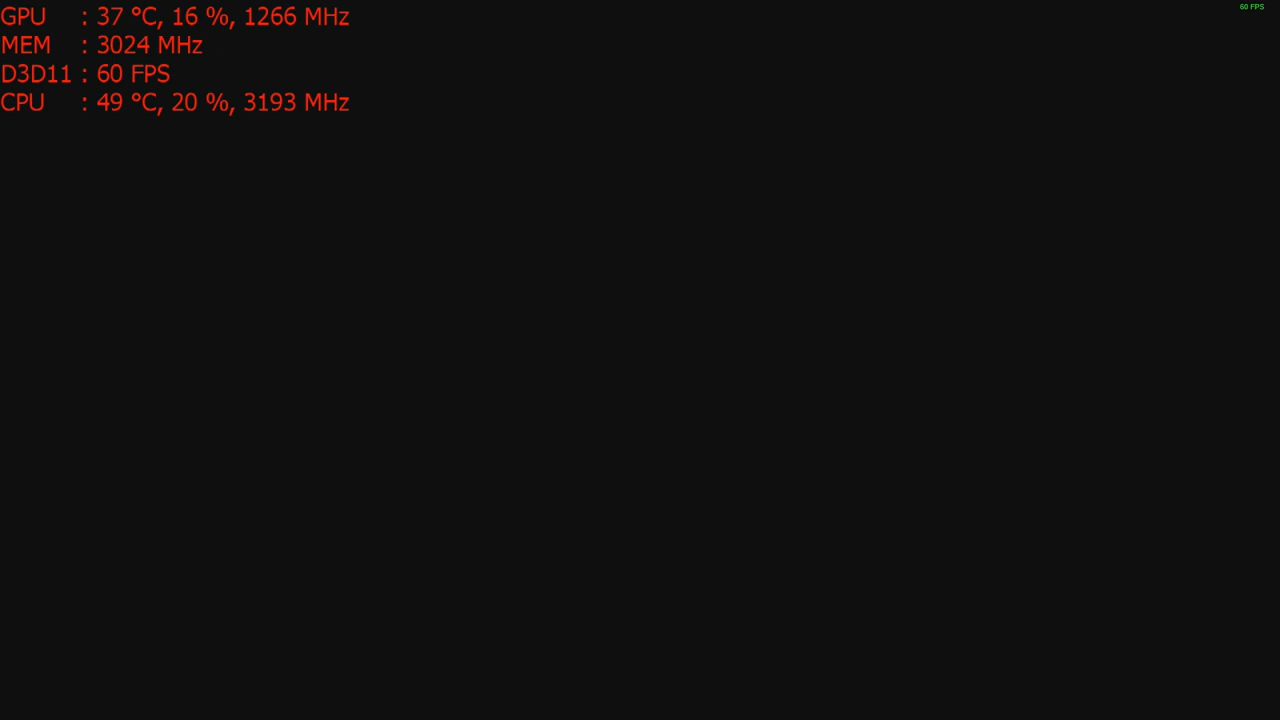 GPU : 37 °C, 16 %, 1266 MHz
MEM : 3024 MHz
D3D11 : 60 FPS
CPU : 49 °C, 20 %, 3193 MHz
60 FPS